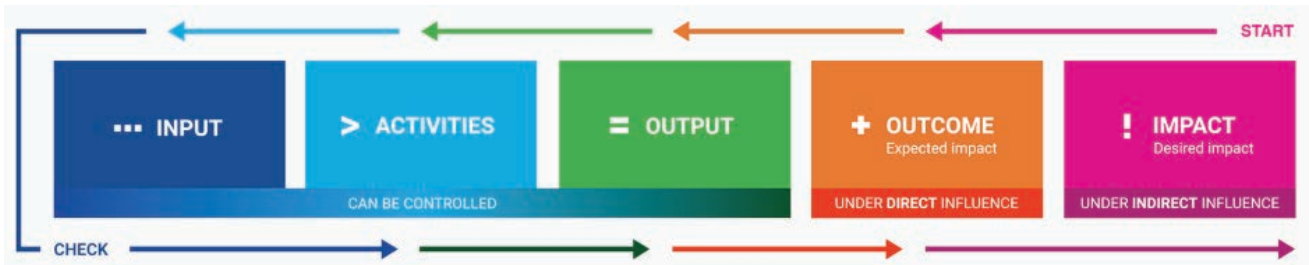 START
... INPUT
> ACTIVITIES
= OUTPUT
+ OUTCOME
Expected impact
! IMPACT
Desired impact
CAN BE CONTROLLED
UNDER DIRECT INFLUENCE
UNDER INDIRECT INFLUENCE
CHECK